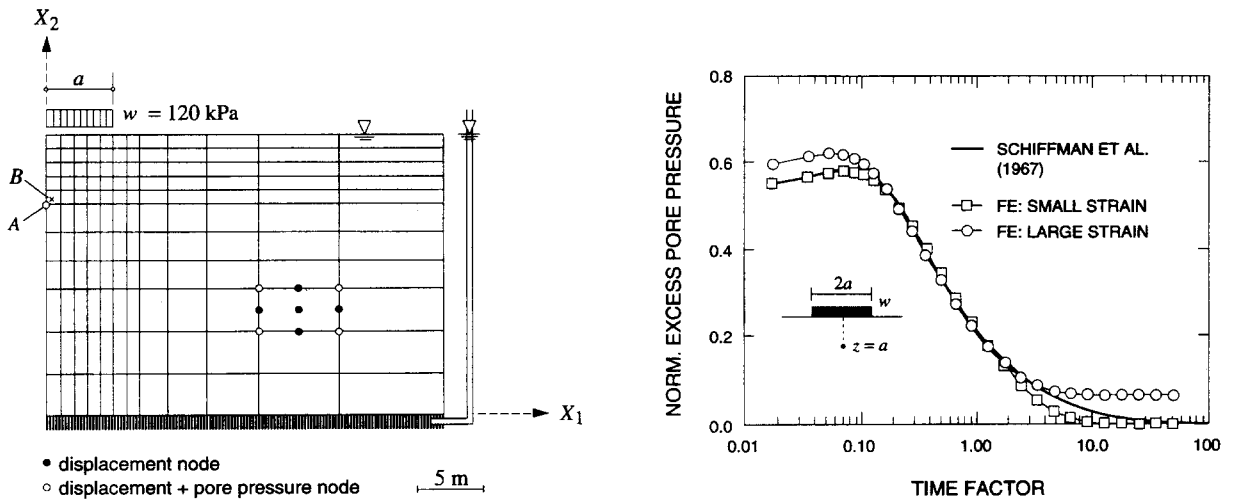 X₂
a
w = 120 kPa
B
A
X₁
● displacement node
○ displacement + pore pressure node
5 m
NORM. EXCESS PORE PRESSURE
0.8
0.6
0.4
0.2
0.0
0.01
0.10
1.00
10.0
100
TIME FACTOR
SCHIFFMAN ET AL.
(1967)
FE: SMALL STRAIN
FE: LARGE STRAIN
2a
w
z = a